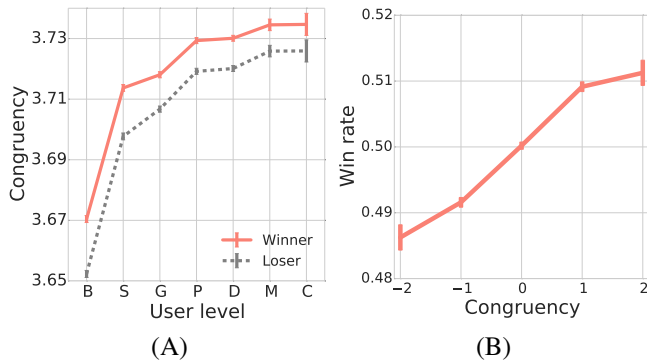 Congruency
3.73
3.71
3.69
3.67
3.65
B S G P D M C
User level
Winner
Loser
(A)
Win rate
0.52
0.51
0.50
0.49
0.48
−2 −1 0 1 2
Congruency
(B)